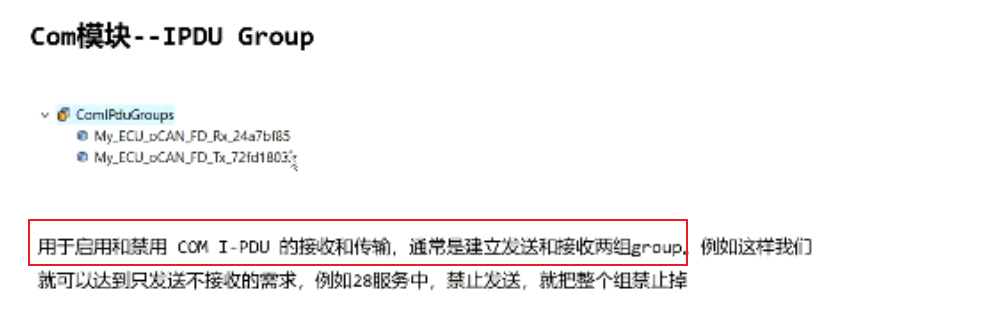 Com模块--IPDU Group
ComIPduGroups
My_ECU_oCAN_FD_Rx_24a7bf85
My_ECU_oCAN_FD_Tx_72fd1803
用于启用和禁用 COM I-PDU 的接收和传输，通常是建立发送和接收两组group. 例如这样我们
就可以达到只发送不接收的需求，例如28服务中，禁止发送，就把整个组禁止掉